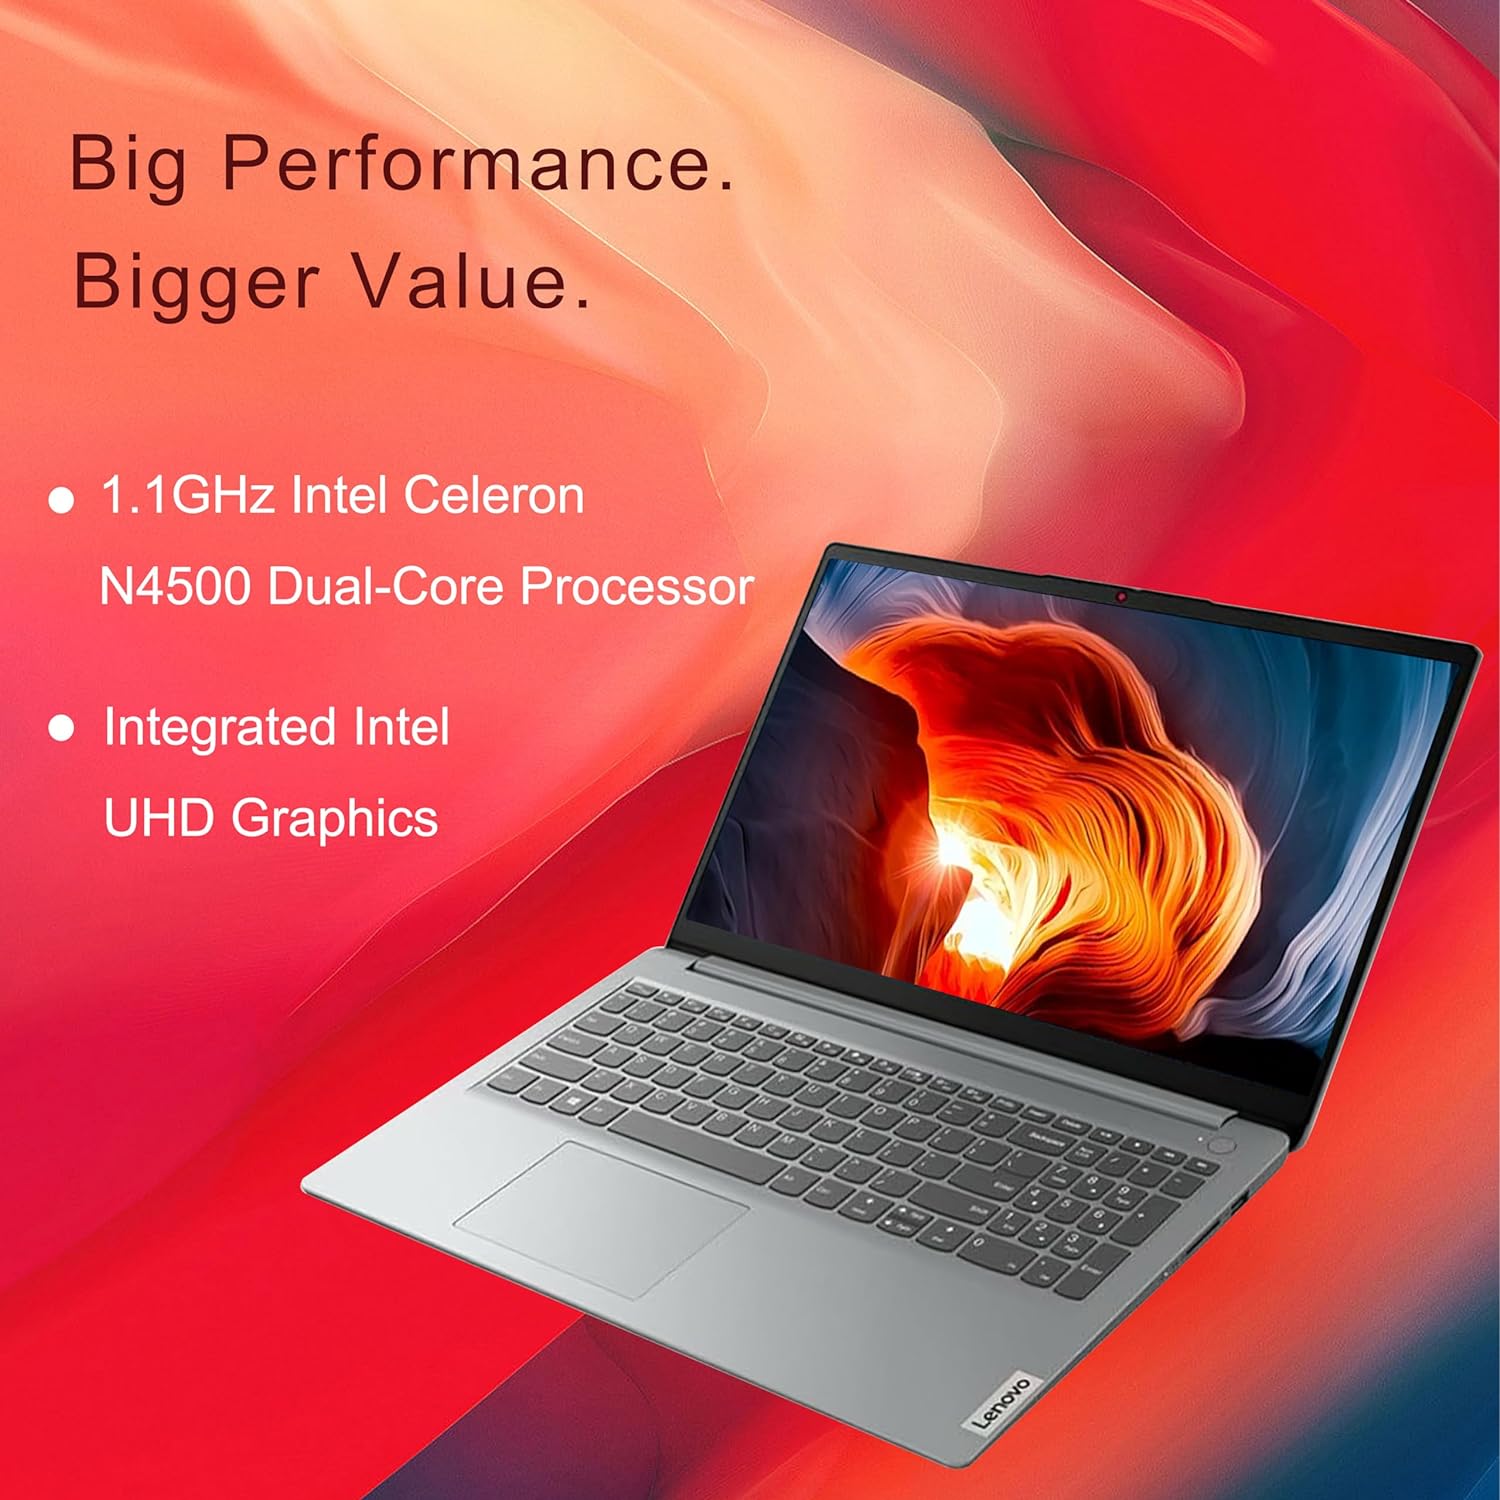 Big Performance.
Bigger Value.
1.1GHz Intel Celeron
N4500 Dual-Core Processor
Integrated Intel
UHD Graphics
Lenovo